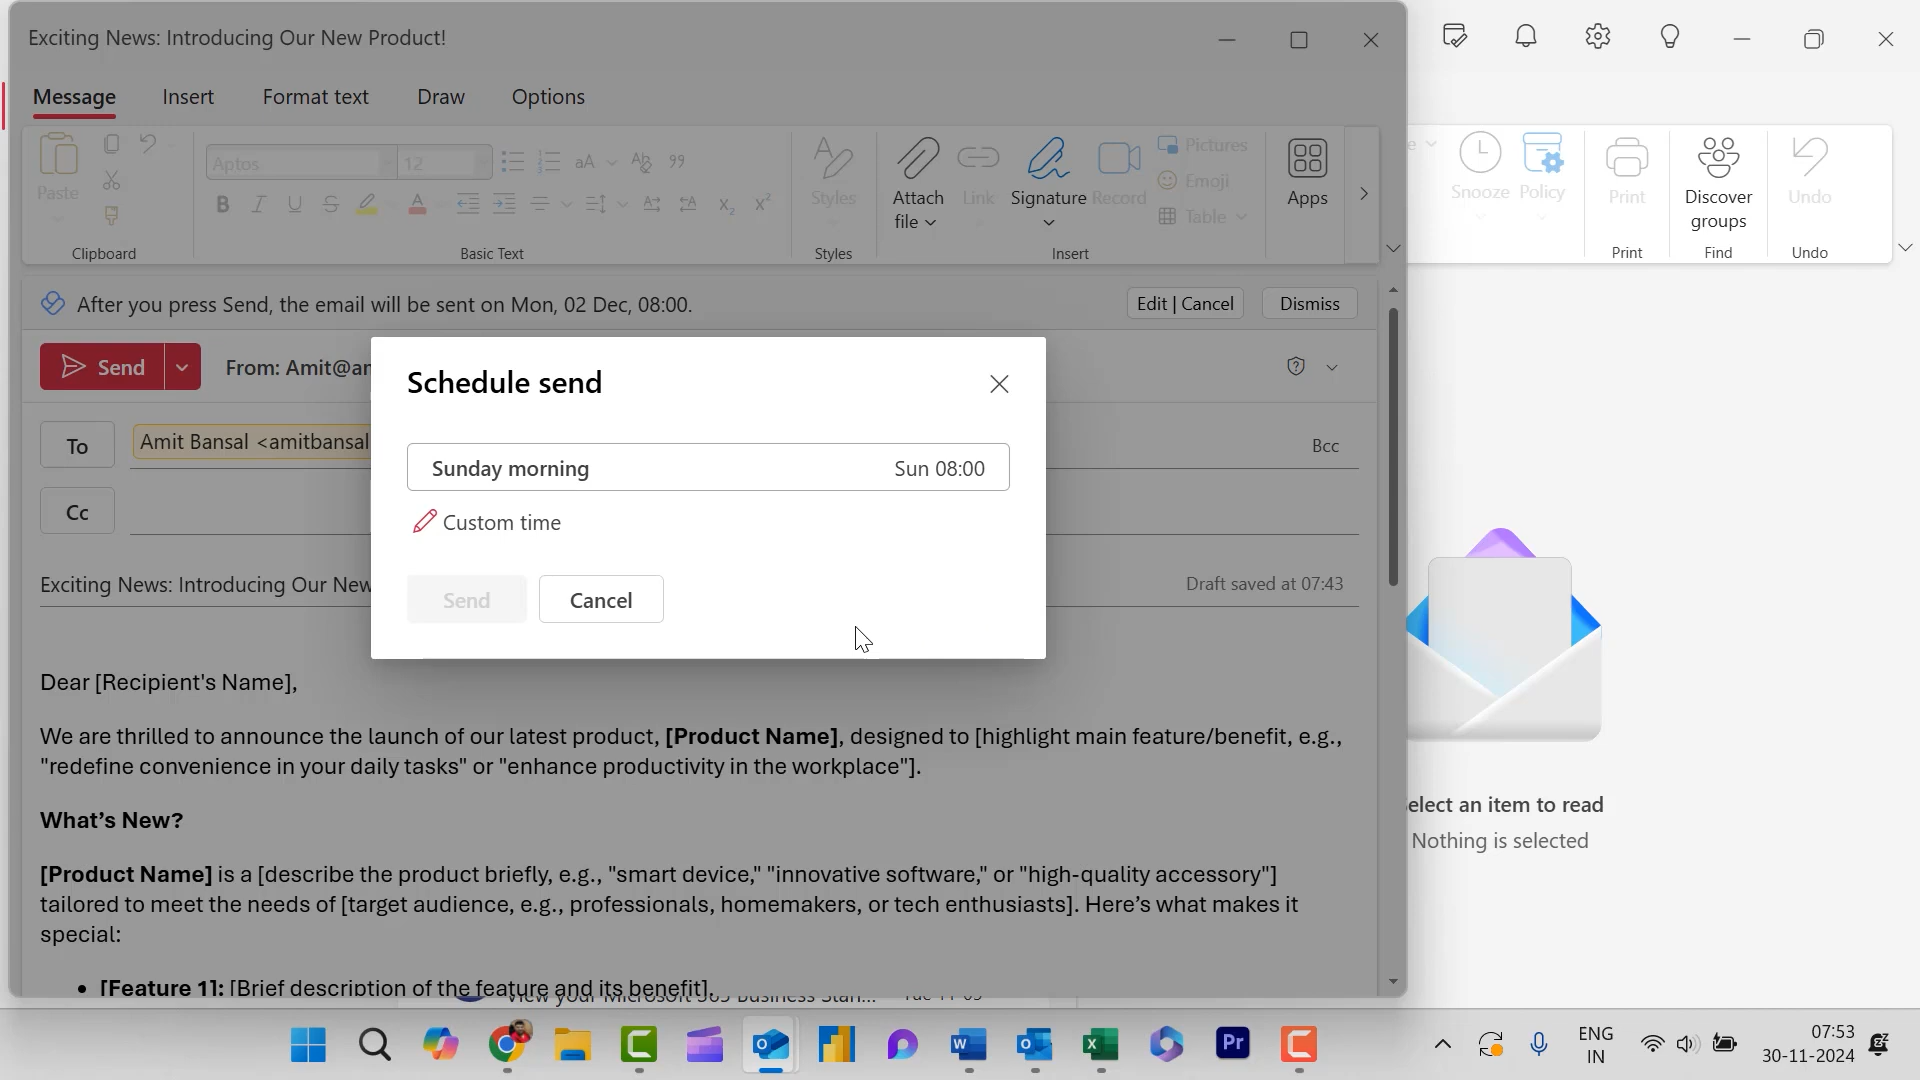 Exciting News: Introducing Our New Product!
Message Insert Format text Draw Options
Paste
Aptos 12
Styles
Attach file
Link
Signature
Record
Pictures
Emoji
Table
Apps
Clipboard Basic Text Styles Insert
Snooze
Policy
Print
Discover groups
Undo
Print Find Undo
After you press Send, the email will be sent on Mon, 02 Dec, 08:00. Edit | Cancel Dismiss
Send From: Amit@
To Amit Bansal <amitbansal Bcc
Cc
Exciting News: Introducing Our New Draft saved at 07:43
Schedule send
Sunday morning Sun 08:00
Custom time
Send Cancel
Dear [Recipient's Name],
We are thrilled to announce the launch of our latest product, [Product Name], designed to [highlight main feature/benefit, e.g.,
"redefine convenience in your daily tasks" or "enhance productivity in the workplace"].
What’s New?
[Product Name] is a [describe the product briefly, e.g., "smart device," "innovative software," or "high-quality accessory"]
tailored to meet the needs of [target audience, e.g., professionals, homemakers, or tech enthusiasts]. Here’s what makes it
special:
• [Feature 1]: [Brief description of the feature and its benefit].
elect an item to read
Nothing is selected
Pr
ENG
IN
07:53
30-11-2024